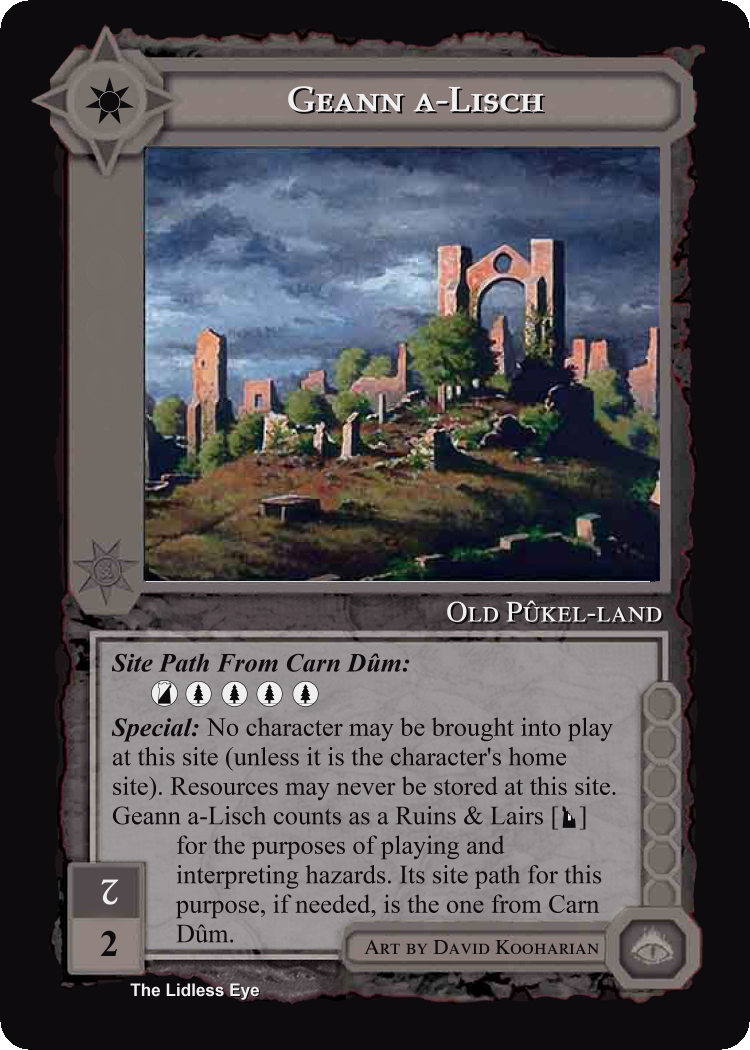 Geann a-Lisch
Old Pûkel-land
Site Path From Carn Dûm:
Special: No character may be brought into play
at this site (unless it is the character's home
site). Resources may never be stored at this site.
Geann a-Lisch counts as a Ruins & Lairs [ ]
for the purposes of playing and
interpreting hazards. Its site path for this
purpose, if needed, is the one from Carn
Dûm.
2
2
Art by David Kooharian
The Lidless Eye